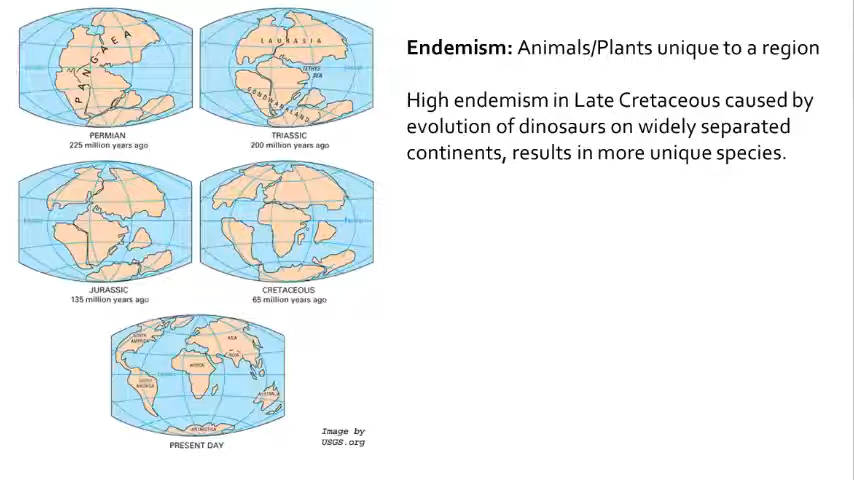 PANGAEA
PERMIAN
225 million years ago
LAURASIA
TETHYS
SEA
GONDWANALAND
TRIASSIC
200 million years ago
JURASSIC
135 million years ago
CRETACEOUS
65 million years ago
NORTH
AMERICA
ASIA
INDIA
AFRICA
SOUTH
AMERICA
AUSTRALIA
ANTARCTICA
PRESENT DAY
Image by
USGS.org
Endemism: Animals/Plants unique to a region
High endemism in Late Cretaceous caused by
evolution of dinosaurs on widely separated
continents, results in more unique species.